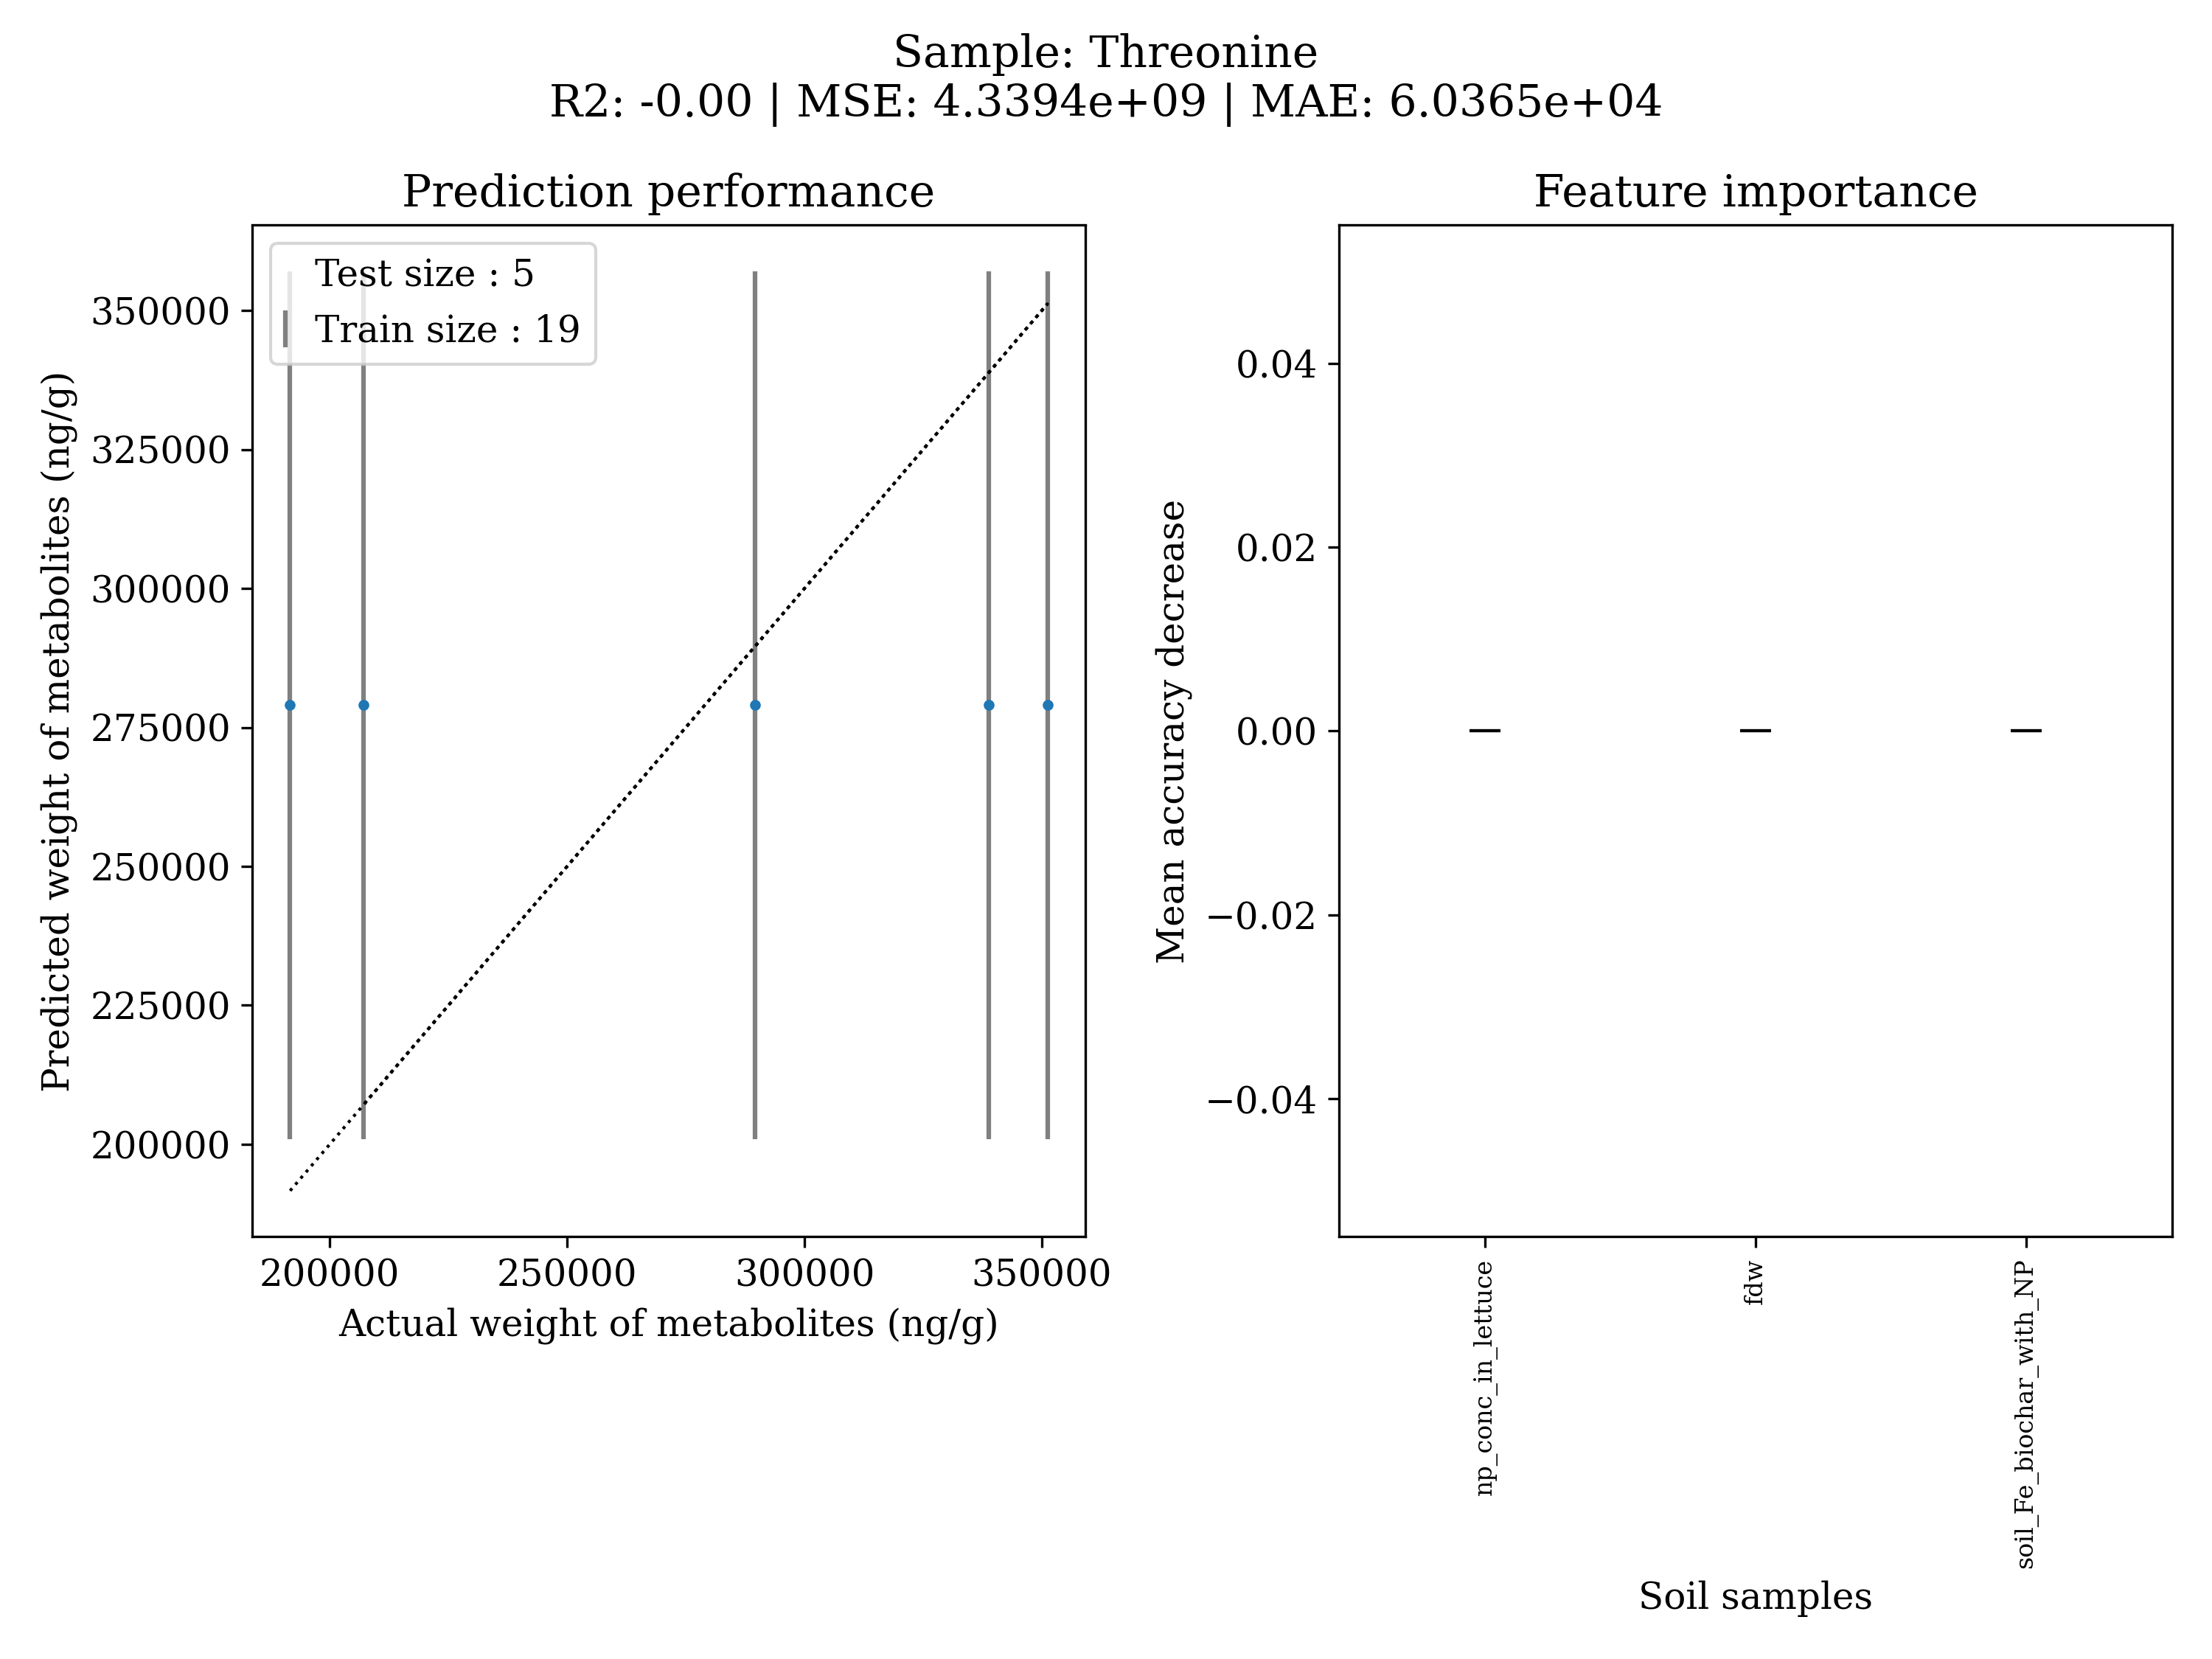 Sample: Threonine
R2: -0.00 | MSE: 4.3394e+09 | MAE: 6.0365e+04
Prediction performance
Test size : 5
Train size : 19
350000
325000
300000
275000
250000
225000
200000
Predicted weight of metabolites (ng/g)
200000
250000
300000
350000
Actual weight of metabolites (ng/g)
Feature importance
0.04
0.02
0.00
−0.02
−0.04
Mean accuracy decrease
np_conc_in_lettuce
fdw
soil_Fe_biochar_with_NP
Soil samples